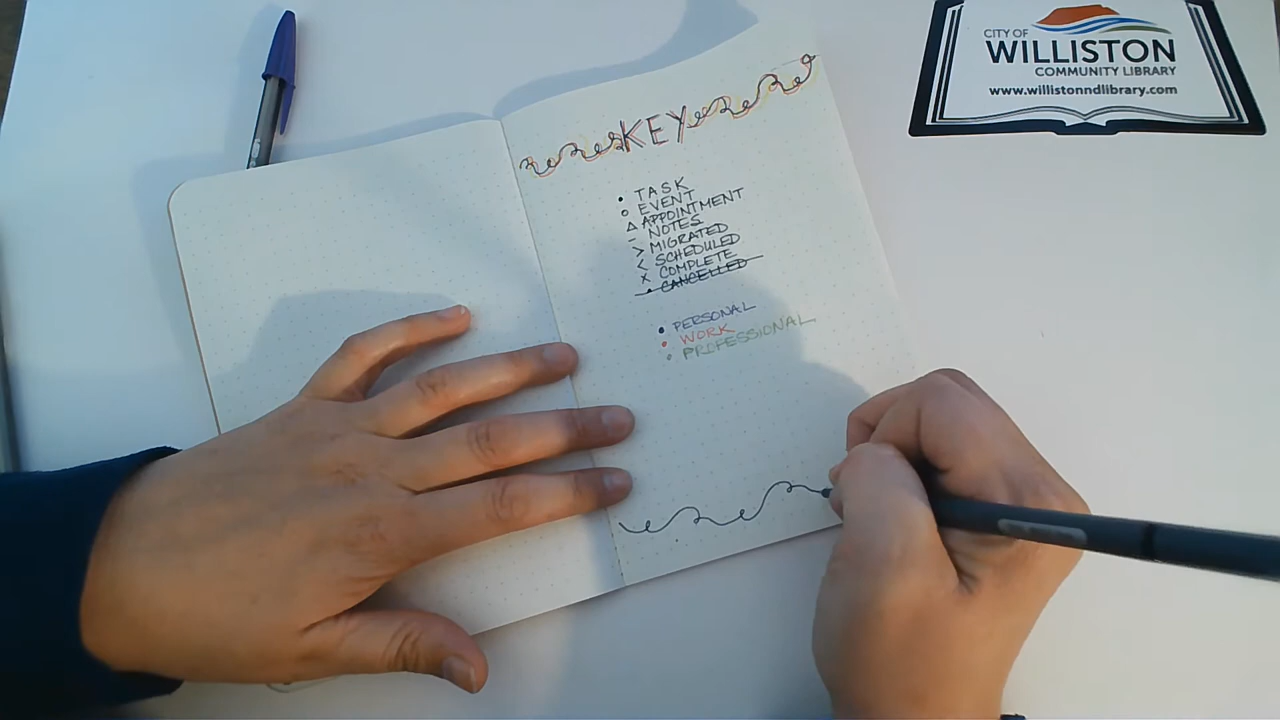 CITY OF
WILLISTON
COMMUNITY LIBRARY
www.willistonndlibrary.com
KEY
• TASK
○ EVENT
△ APPOINTMENT
– NOTES
> MIGRATED
< SCHEDULED
X COMPLETE
• CANCELLED
• PERSONAL
• WORK
• PROFESSIONAL